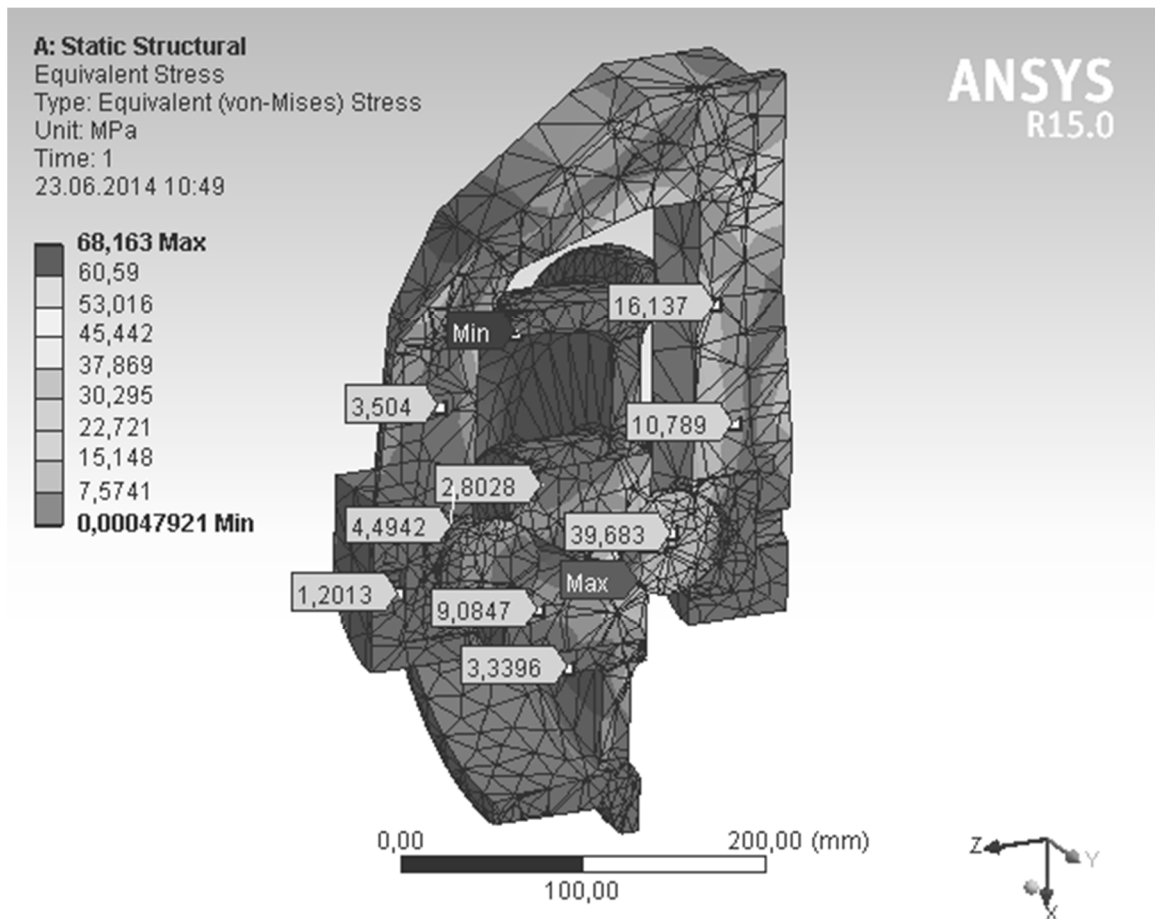 A: Static Structural
Equivalent Stress
Type: Equivalent (von-Mises) Stress
Unit: MPa
Time: 1
23.06.2014 10:49
ANSYS
R15.0
68,163 Max
60,59
53,016
45,442
37,869
30,295
22,721
15,148
7,5741
0,00047921 Min
16,137
Min
3,504
10,789
2,8028
4,4942
39,683
Max
1,2013
9,0847
3,3396
0,00
200,00 (mm)
100,00
Z
Y
X